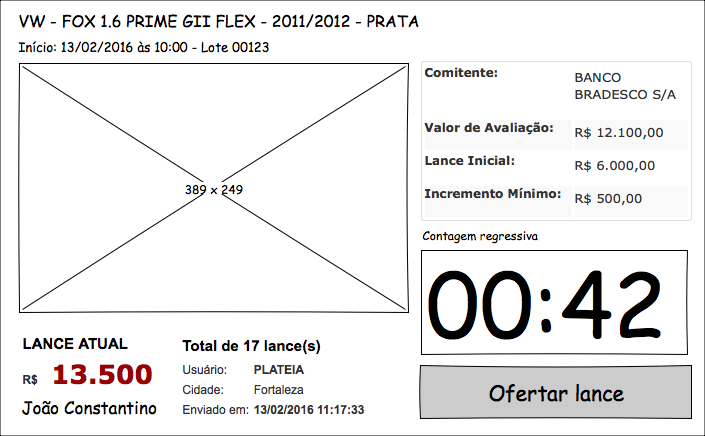 VW - FOX 1.6 PRIME GII FLEX - 2011/2012 - PRATA
Início: 13/02/2016 às 10:00 - Lote 00123
389 x 249
Comitente: BANCO
BRADESCO S/A
Valor de Avaliação: R$ 12.100,00
Lance Inicial: R$ 6.000,00
Incremento Mínimo: R$ 500,00
Contagem regressiva
00:42
Ofertar lance
LANCE ATUAL
R$ 13.500
João Constantino
Total de 17 lance(s)
Usuário: PLATEIA
Cidade: Fortaleza
Enviado em: 13/02/2016 11:17:33